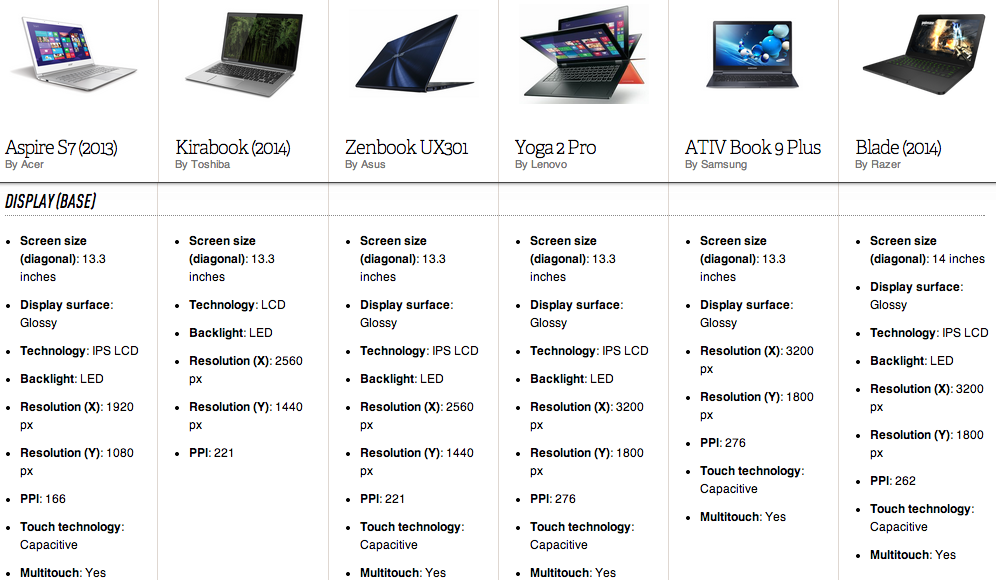 Aspire S7 (2013)
By Acer
Kirabook (2014)
By Toshiba
Zenbook UX301
By Asus
Yoga 2 Pro
By Lenovo
ATIV Book 9 Plus
By Samsung
Blade (2014)
By Razer
DISPLAY (BASE)
• Screen size
(diagonal): 13.3
inches
• Display surface:
Glossy
• Technology: IPS LCD
• Backlight: LED
• Resolution (X): 1920
px
• Resolution (Y): 1080
px
• PPI: 166
• Touch technology:
Capacitive
• Multitouch: Yes
• Screen size
(diagonal): 13.3
inches
• Technology: LCD
• Backlight: LED
• Resolution (X): 2560
px
• Resolution (Y): 1440
px
• PPI: 221
• Screen size
(diagonal): 13.3
inches
• Display surface:
Glossy
• Technology: IPS LCD
• Backlight: LED
• Resolution (X): 2560
px
• Resolution (Y): 1440
px
• PPI: 221
• Touch technology:
Capacitive
• Multitouch: Yes
• Screen size
(diagonal): 13.3
inches
• Display surface:
Glossy
• Technology: IPS LCD
• Backlight: LED
• Resolution (X): 3200
px
• Resolution (Y): 1800
px
• PPI: 276
• Touch technology:
Capacitive
• Multitouch: Yes
• Screen size
(diagonal): 13.3
inches
• Display surface:
Glossy
• Resolution (X): 3200
px
• Resolution (Y): 1800
px
• PPI: 276
• Touch technology:
Capacitive
• Multitouch: Yes
• Screen size
(diagonal): 14 inches
• Display surface:
Glossy
• Technology: IPS LCD
• Backlight: LED
• Resolution (X): 3200
px
• Resolution (Y): 1800
px
• PPI: 262
• Touch technology:
Capacitive
• Multitouch: Yes